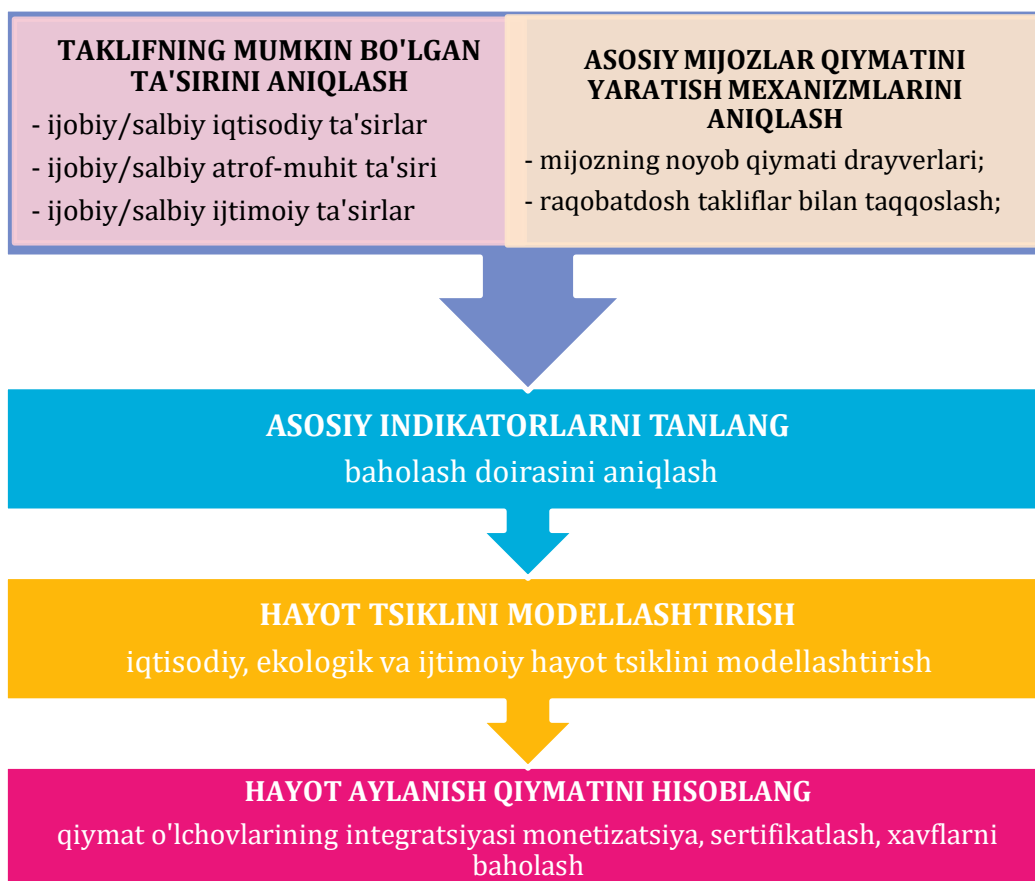 TAKLIFNING MUMKIN BO'LGAN
TA'SIRINI ANIQLASH
- ijobiy/salbiy iqtisodiy ta'sirlar
- ijobiy/salbiy atrof-muhit ta'siri
- ijobiy/salbiy ijtimoiy ta'sirlar
ASOSIY MIJOZLAR QIYMATINI
YARATISH MEXANIZMLARINI
ANIQLASH
- mijozning noyob qiymati drayverlari;
- raqobatdosh takliflar bilan taqqoslash;
ASOSIY INDIKATORLARNI TANLANG
baholash doirasini aniqlash
HAYOT TSIKLINI MODELLASHTIRISH
iqtisodiy, ekologik va ijtimoiy hayot tsiklini modellashtirish
HAYOT AYLANISH QIYMATINI HISOBLANG
qiymat o'lchovlarining integratsiyasi monetizatsiya, sertifikatlash, xavflarni
baholash